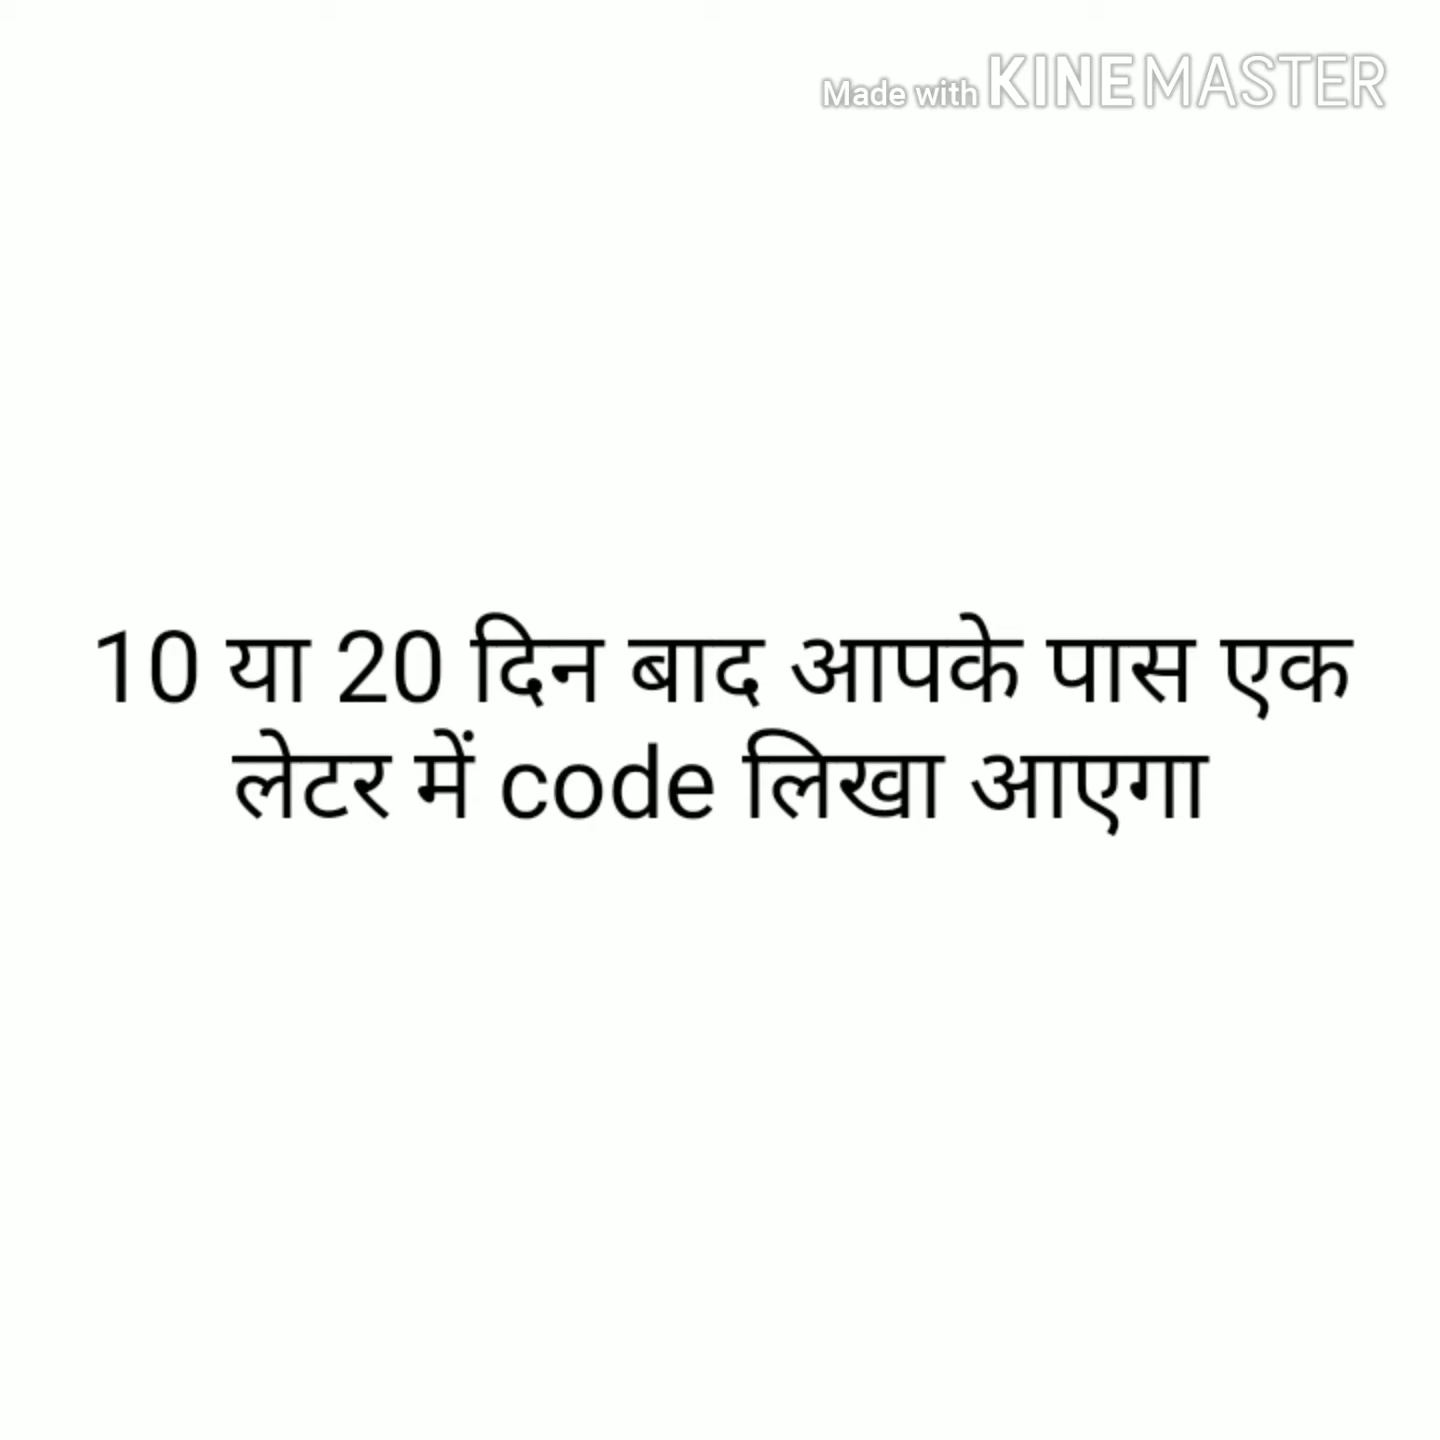 Made with KINEMASTER
10 या 20 दिन बाद आपके पास एक
लेटर में code लिखा आएगा